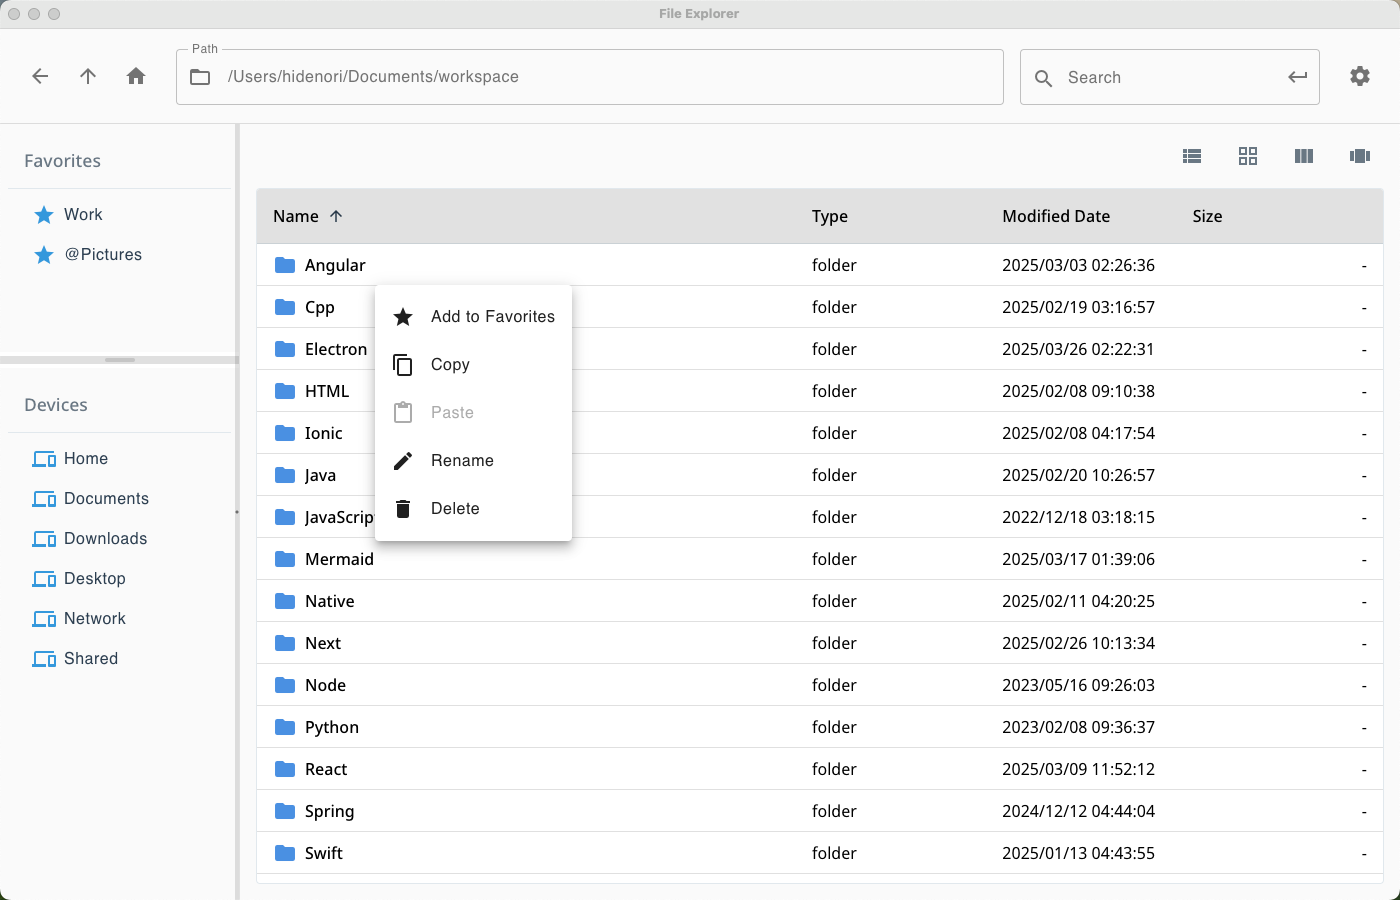 File Explorer
Path
/Users/hidenori/Documents/workspace
Search
Favorites
Work
@Pictures
Devices
Home
Documents
Downloads
Desktop
Network
Shared
Name Type Modified Date Size
Angular folder 2025/03/03 02:26:36 -
Cpp folder 2025/02/19 03:16:57 -
Electron folder 2025/03/26 02:22:31 -
HTML folder 2025/02/08 09:10:38 -
Ionic folder 2025/02/08 04:17:54 -
Java folder 2025/02/20 10:26:57 -
JavaScrip folder 2022/12/18 03:18:15 -
Mermaid folder 2025/03/17 01:39:06 -
Native folder 2025/02/11 04:20:25 -
Next folder 2025/02/26 10:13:34 -
Node folder 2023/05/16 09:26:03 -
Python folder 2023/02/08 09:36:37 -
React folder 2025/03/09 11:52:12 -
Spring folder 2024/12/12 04:44:04 -
Swift folder 2025/01/13 04:43:55 -
Add to Favorites
Copy
Paste
Rename
Delete